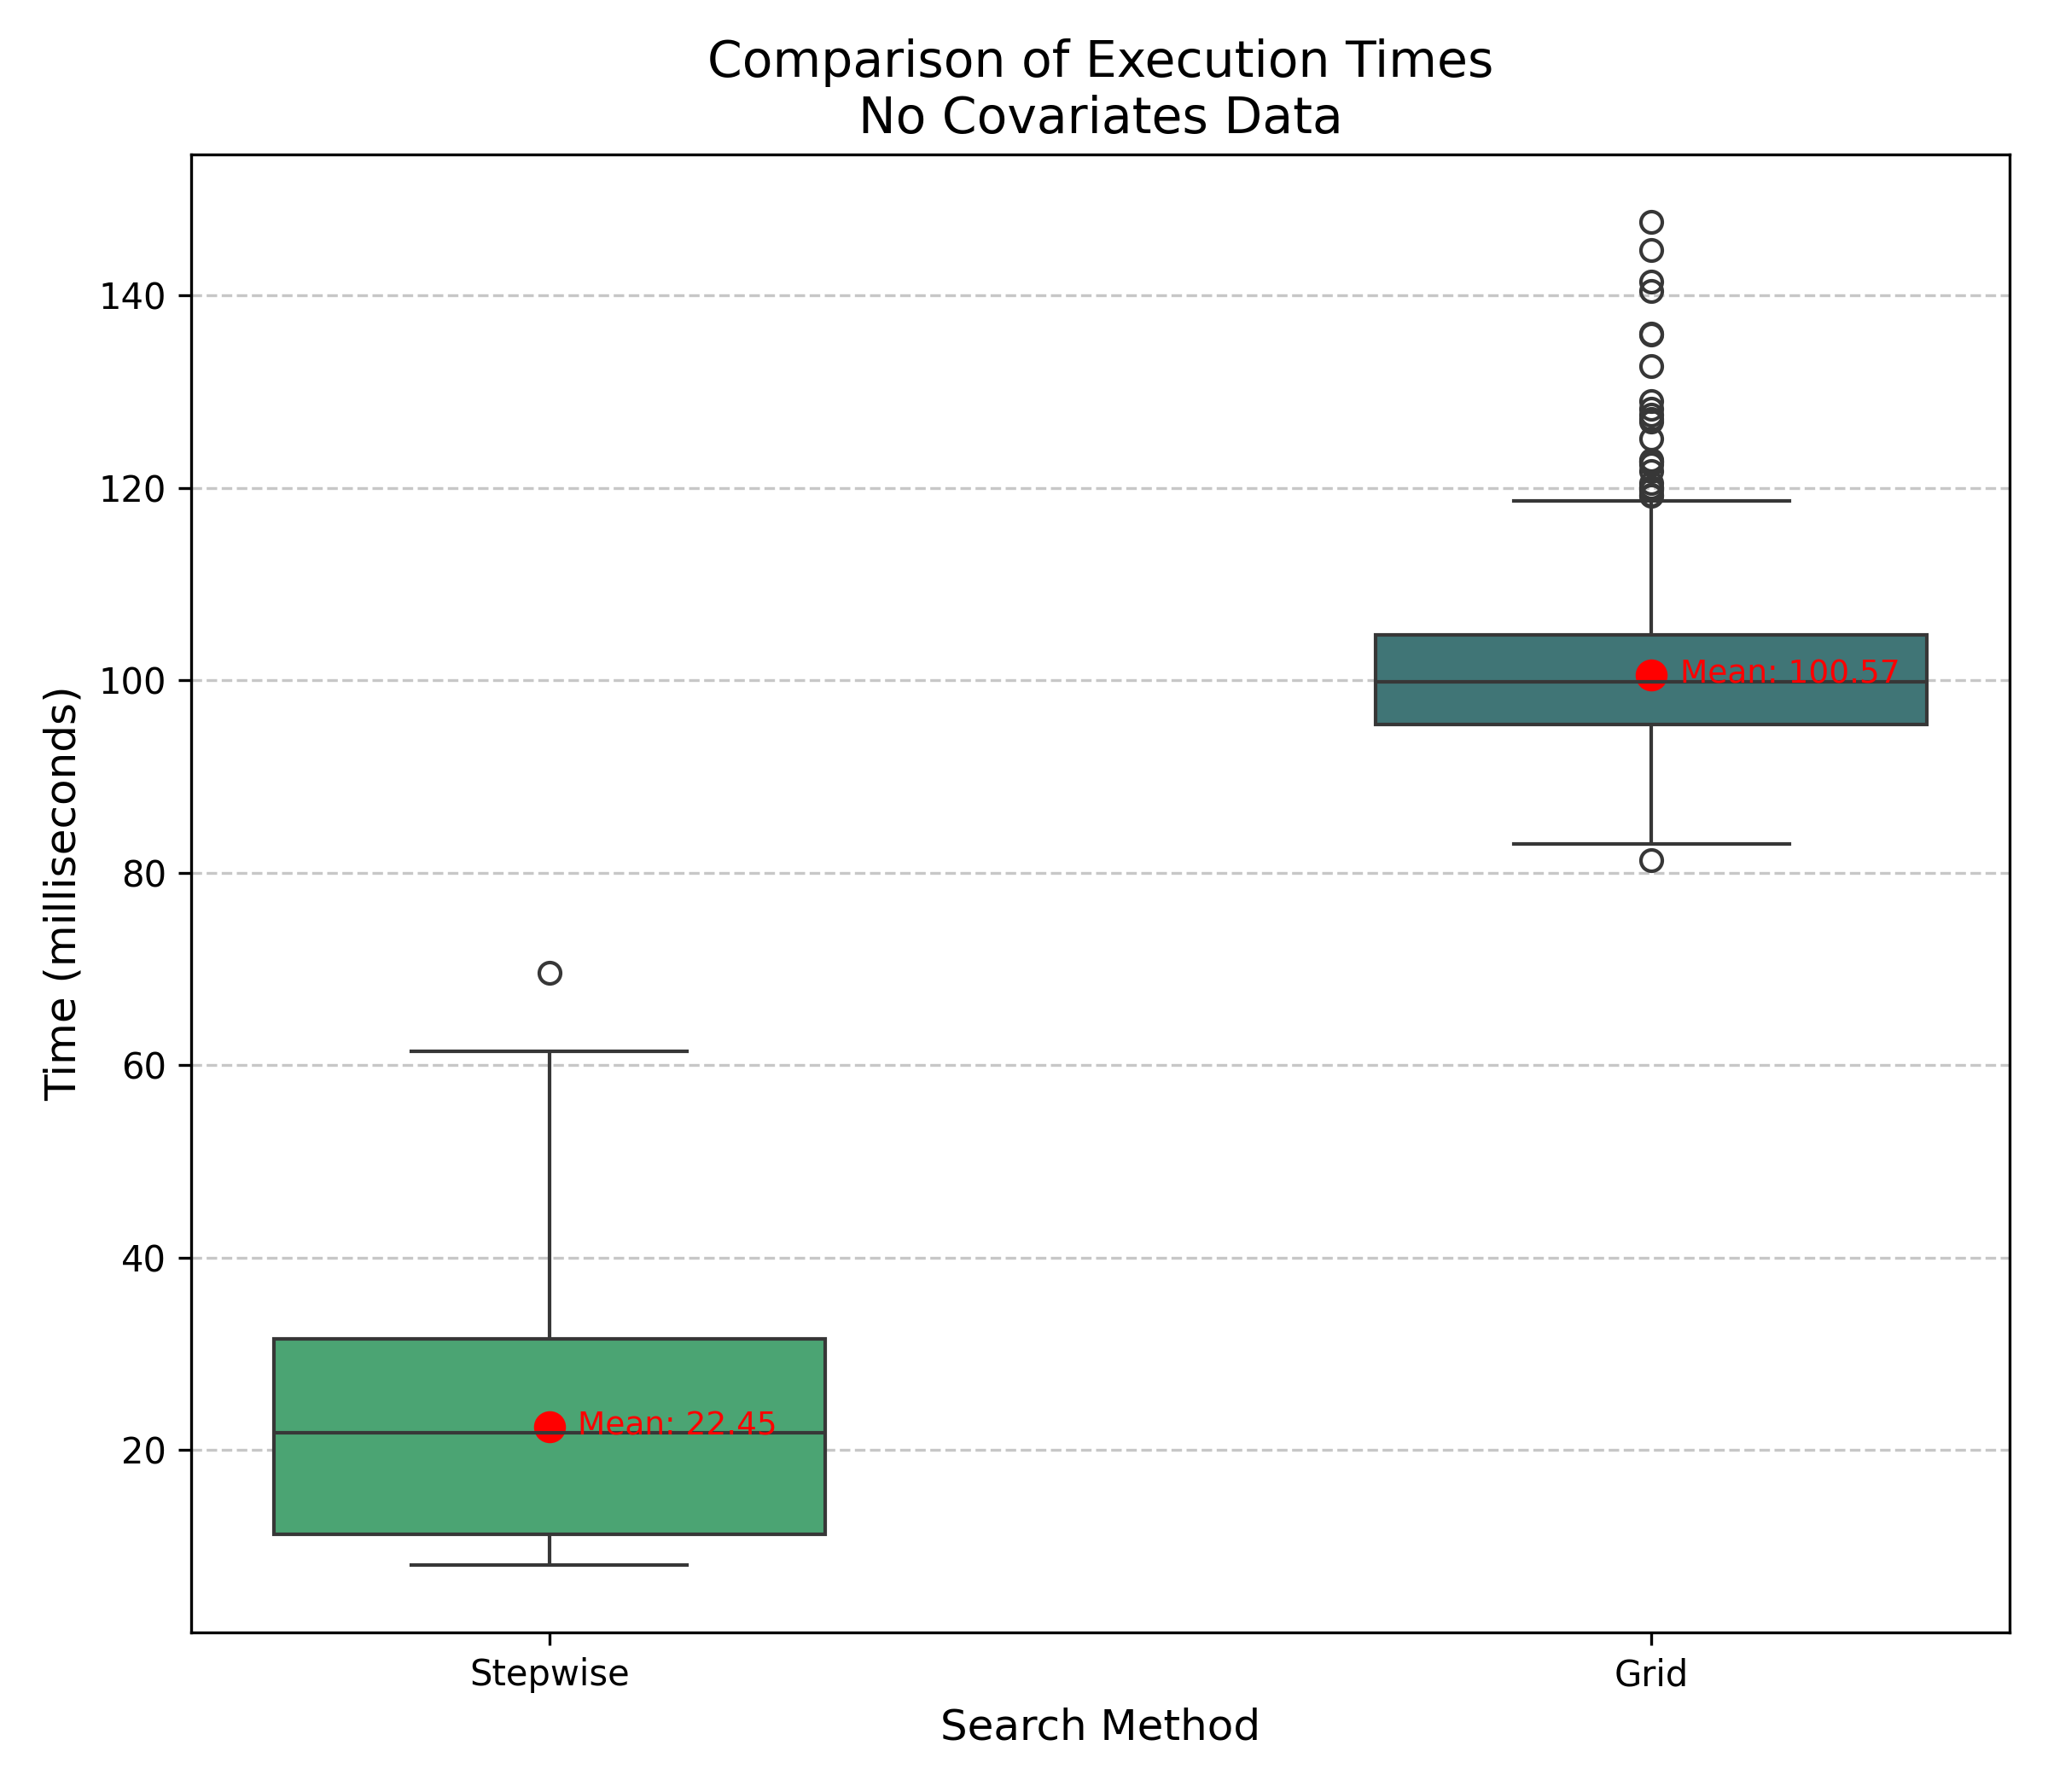 Comparison of Execution Times
No Covariates Data
Time (milliseconds)
140
120
100
80
60
40
20
Mean: 100.57
Mean: 22.45
Stepwise
Grid
Search Method